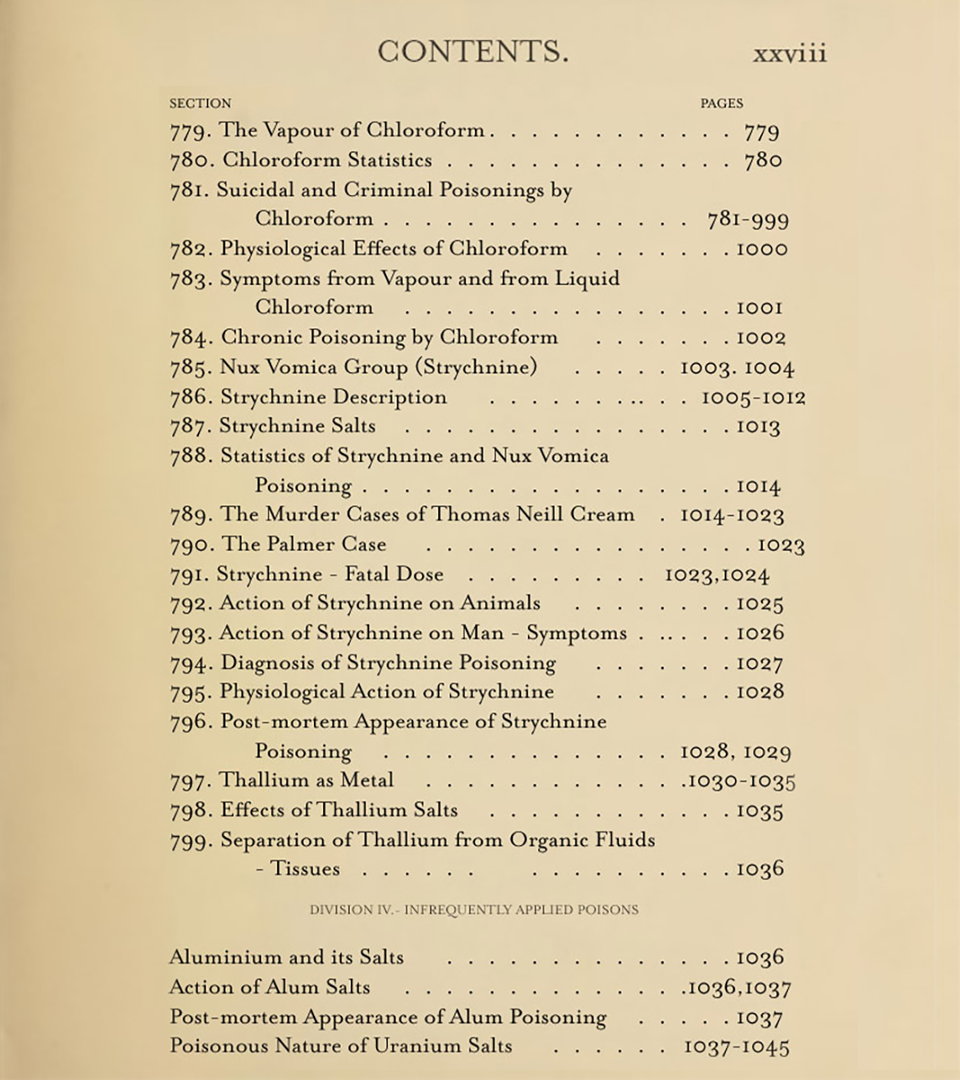 CONTENTS. xxviii
SECTION PAGES
779. The Vapour of Chloroform . . . . . . . . . . . . 779
780. Chloroform Statistics . . . . . . . . . . . . . . 780
781. Suicidal and Criminal Poisonings by
Chloroform . . . . . . . . . . . . . . . 781-999
782. Physiological Effects of Chloroform . . . . . . . 1000
783. Symptoms from Vapour and from Liquid
Chloroform . . . . . . . . . . . . . . . . 1001
784. Chronic Poisoning by Chloroform . . . . . . . 1002
785. Nux Vomica Group (Strychnine) . . . . . 1003. 1004
786. Strychnine Description . . . . . . . .. . . 1005-1012
787. Strychnine Salts . . . . . . . . . . . . . . . . 1013
788. Statistics of Strychnine and Nux Vomica
Poisoning . . . . . . . . . . . . . . . . . . 1014
789. The Murder Cases of Thomas Neill Cream . 1014-1023
790. The Palmer Case . . . . . . . . . . . . . . . . 1023
791. Strychnine - Fatal Dose . . . . . . . . . 1023,1024
792. Action of Strychnine on Animals . . . . . . . . 1025
793. Action of Strychnine on Man - Symptoms . .. . . . 1026
794. Diagnosis of Strychnine Poisoning . . . . . . . 1027
795. Physiological Action of Strychnine . . . . . . . 1028
796. Post-mortem Appearance of Strychnine
Poisoning . . . . . . . . . . . . . . 1028, 1029
797. Thallium as Metal . . . . . . . . . . . . .1030-1035
798. Effects of Thallium Salts . . . . . . . . . . . . 1035
799. Separation of Thallium from Organic Fluids
- Tissues . . . . . . . . . . . . . . . . 1036
DIVISION IV.- INFREQUENTLY APPLIED POISONS
Aluminium and its Salts . . . . . . . . . . . . . . 1036
Action of Alum Salts . . . . . . . . . . . . . .1036,1037
Post-mortem Appearance of Alum Poisoning . . . . . 1037
Poisonous Nature of Uranium Salts . . . . . . 1037-1045